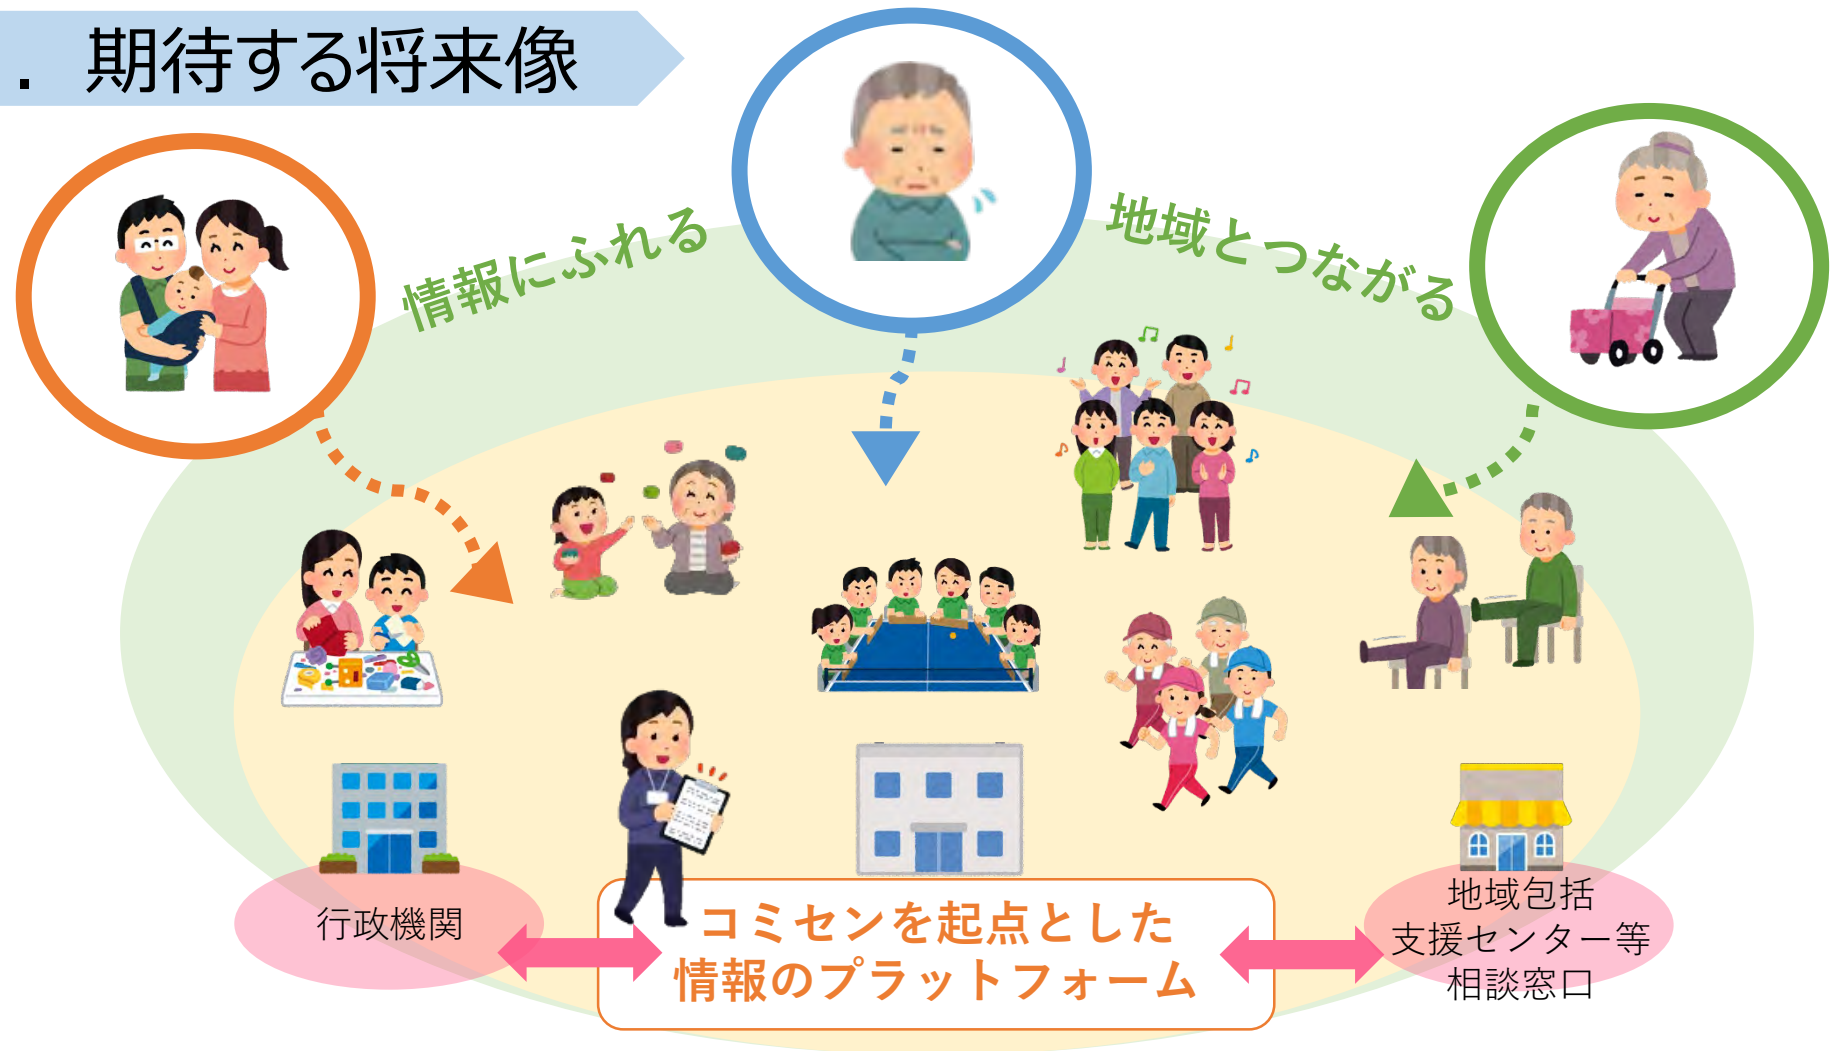 . 期待する将来像
情報にふれる
地域とつながる
行政機関
コミセンを起点とした
情報のプラットフォーム
地域包括
支援センター等
相談窓口